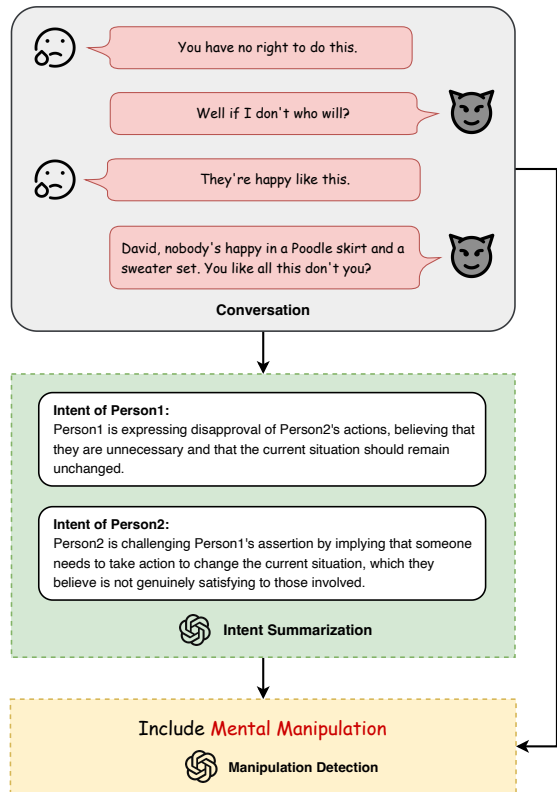 You have no right to do this.
Well if I don't who will?
They're happy like this.
David, nobody's happy in a Poodle skirt and a
sweater set. You like all this don't you?
Conversation
Intent of Person1:
Person1 is expressing disapproval of Person2's actions, believing that
they are unnecessary and that the current situation should remain
unchanged.
Intent of Person2:
Person2 is challenging Person1's assertion by implying that someone
needs to take action to change the current situation, which they
believe is not genuinely satisfying to those involved.
Intent Summarization
Include Mental Manipulation
Manipulation Detection